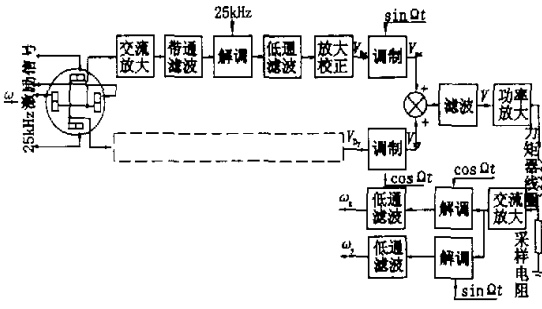 25kHz
sinΩt
25kHz激励信号
ω
交流
放大
带通
滤波
解调
低通
滤波
放大
校正
调制
+
+
滤波
V
功率
放大
调制
cosΩt
cosΩt
力矩器线圈
ωx
低通
滤波
解调
交流
放大
ωy
低通
滤波
解调
采样电阻
sinΩt